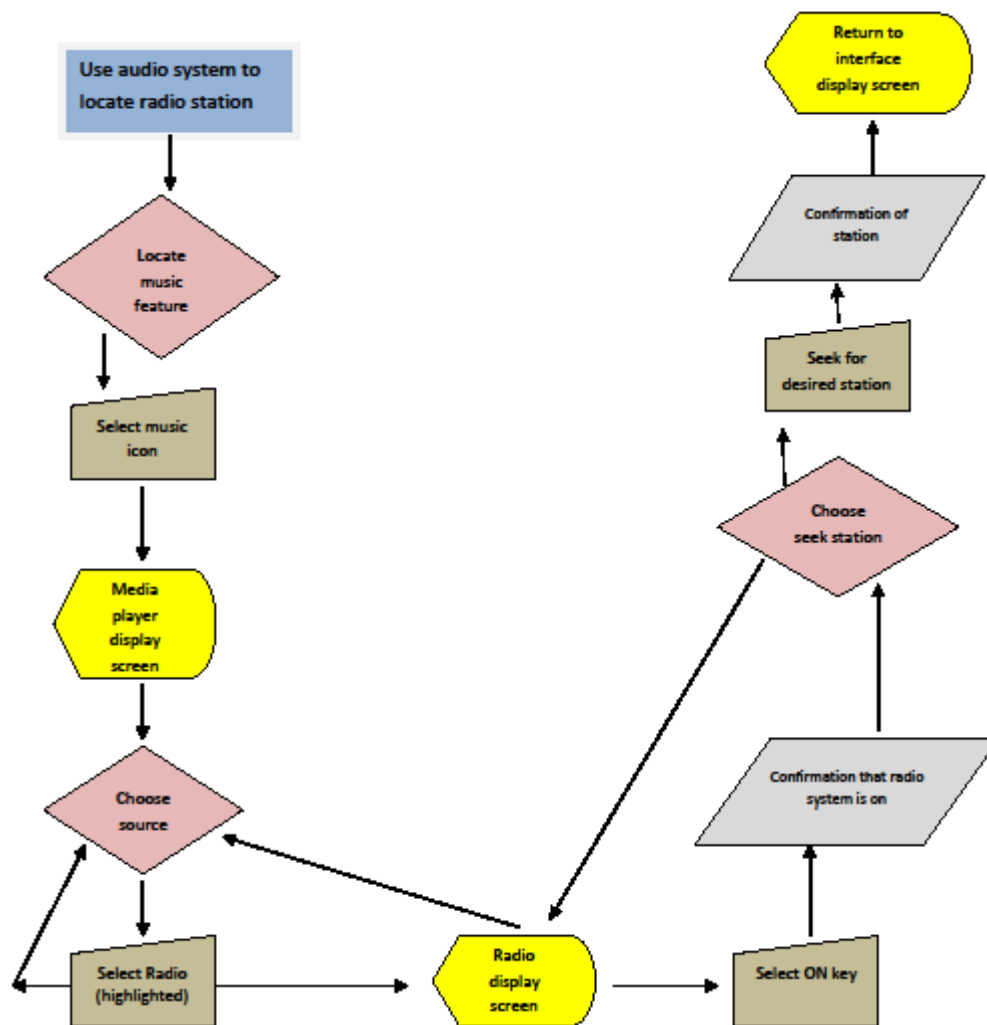 Use audio system to
locate radio station
Locate
music
feature
Select music
icon
Media
player
display
screen
Choose
source
Select Radio
(highlighted)
Radio
display
screen
Select ON key
Confirmation that radio
system is on
Choose
seek station
Seek for
desired station
Confirmation of
station
Return to
interface
display screen